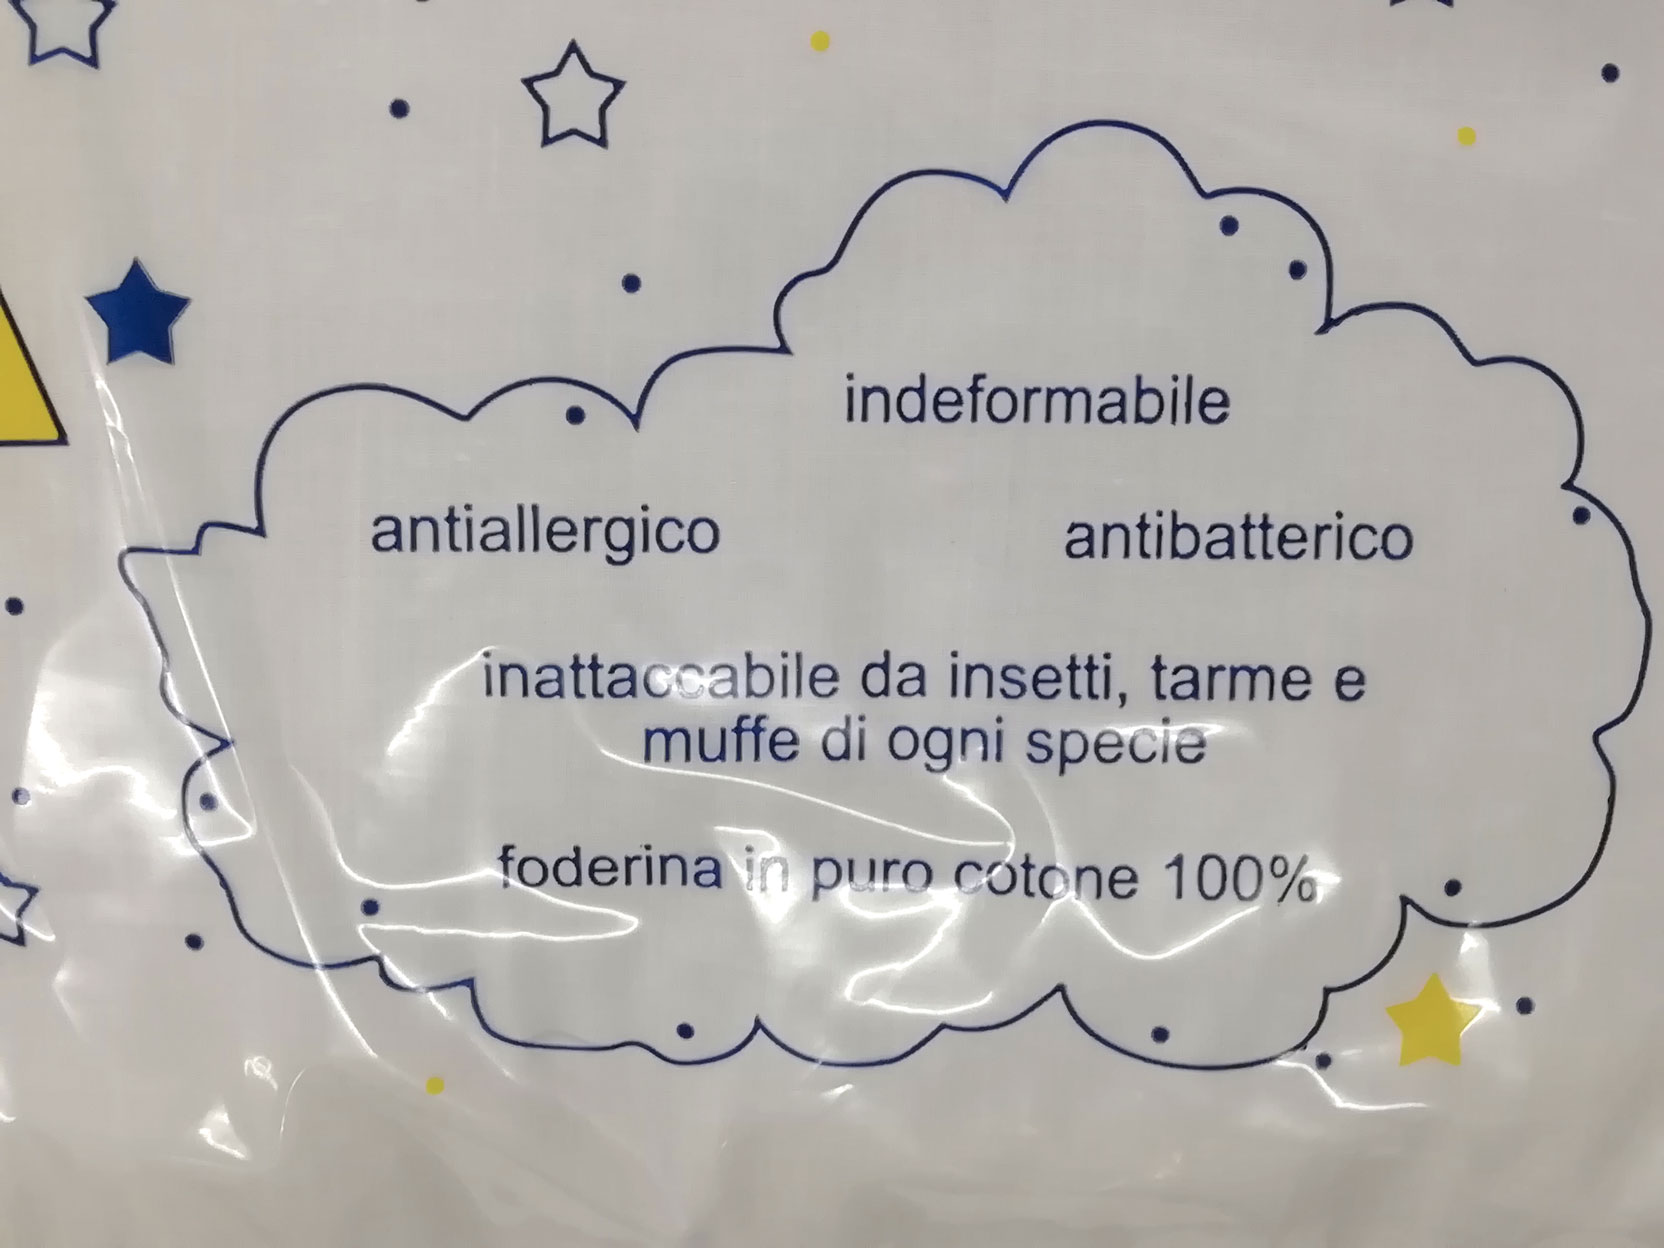 indeformabile
antiallergico antibatterico
inattaccabile da insetti, tarme e
muffe di ogni specie
foderina in puro cotone 100%